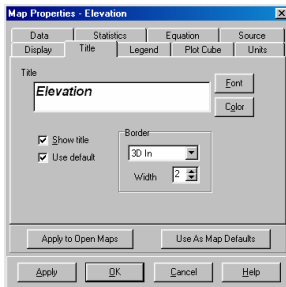 Map Properties - Elevation
Data Statistics Equation Source
Display Title Legend Plot Cube Units
Title
Elevation
Font
Color
Show title
Use default
Border
3D In
Width 2
Apply to Open Maps Use As Map Defaults
Apply OK Cancel Help